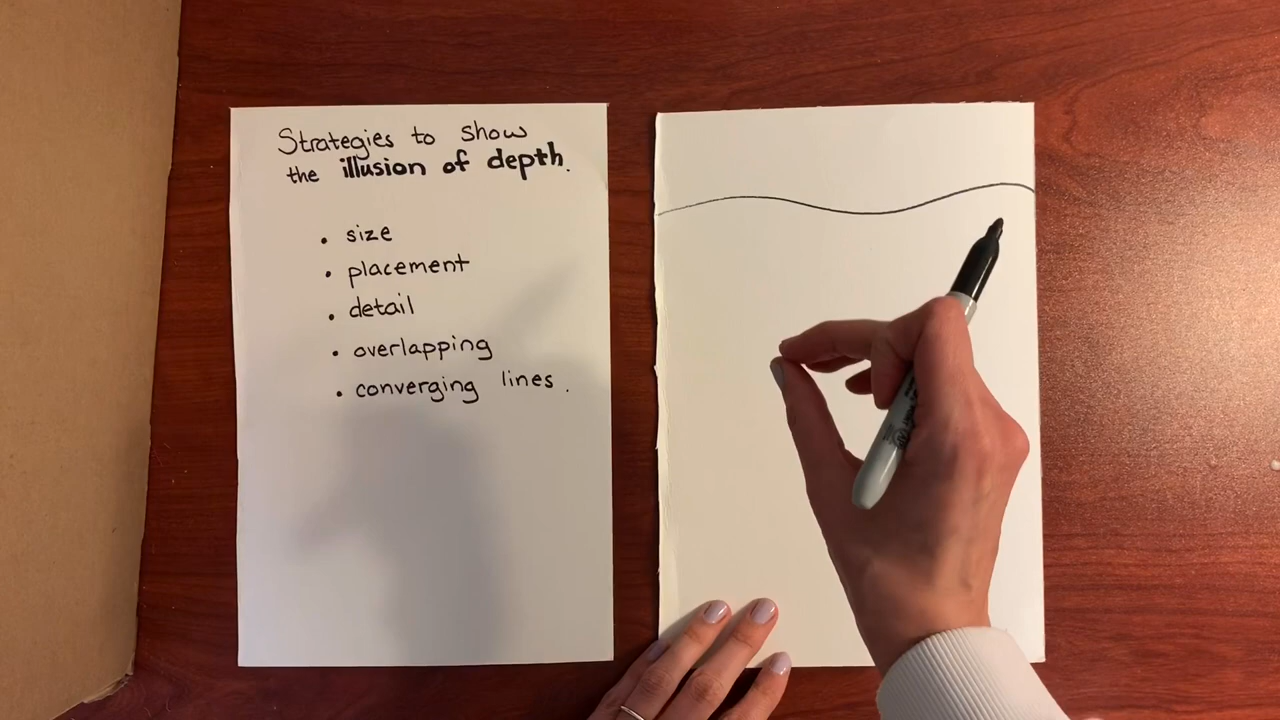 Strategies to show
the illusion of depth.
• size
• placement
• detail
• overlapping
• converging lines.